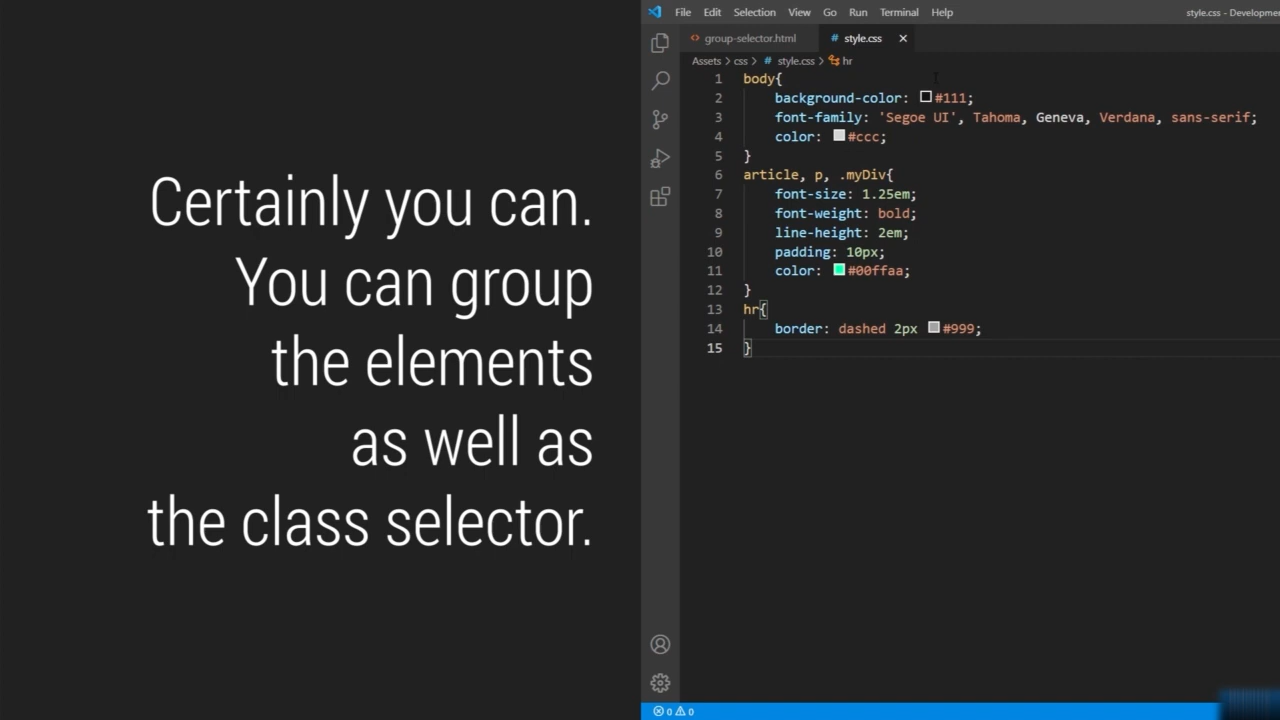 Certainly you can.
You can group
the elements
as well as
the class selector.
File Edit Selection View Go Run Terminal Help
style.css - Developmen
<> group-selector.html # style.css ×
Assets > css > # style.css > hr
1 body{
2     background-color: #111;
3     font-family: 'Segoe UI', Tahoma, Geneva, Verdana, sans-serif;
4     color: #ccc;
5 }
6 article, p, .myDiv{
7     font-size: 1.25em;
8     font-weight: bold;
9     line-height: 2em;
10     padding: 10px;
11     color: #00ffaa;
12 }
13 hr{
14     border: dashed 2px #999;
15 }
0 0